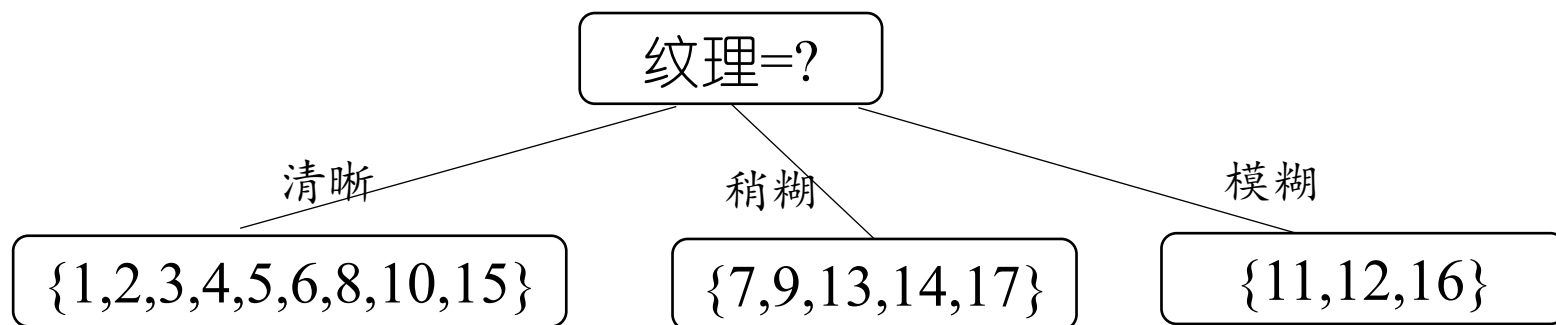 纹理=?
清晰
稍糊
模糊
{1,2,3,4,5,6,8,10,15}
{7,9,13,14,17}
{11,12,16}